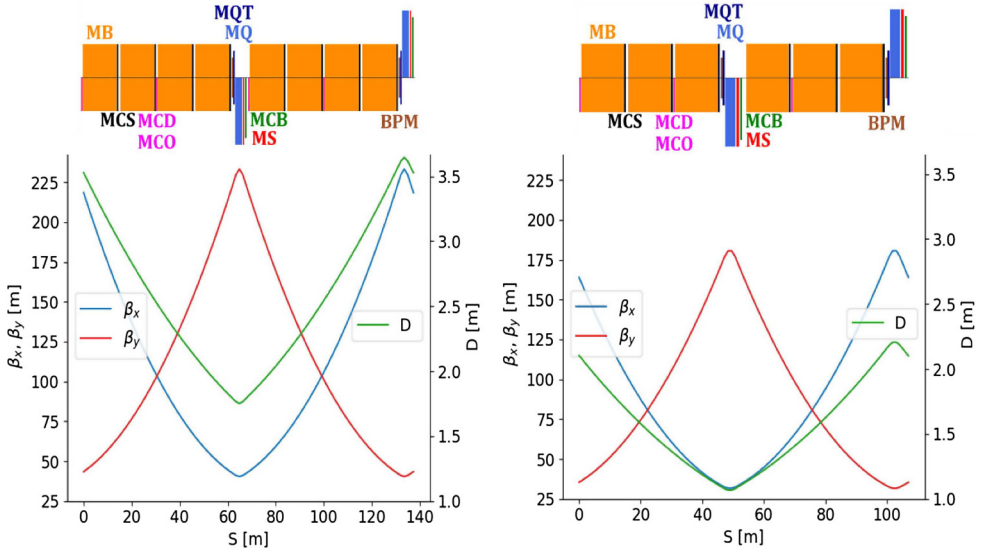 MQT
MB
MQ
MCS
MCD
MCB
BPM
MCO
MS
225
200
175
150
125
100
75
50
25
βx, βy [m]
βx
βy
D
3.5
3.0
2.5
2.0
1.5
1.0
D [m]
0 20 40 60 80 100 120 140
S [m]
MQT
MB
MQ
MCS
MCD
MCB
BPM
MCO
MS
225
200
175
150
125
100
75
50
25
βx, βy [m]
βx
βy
D
3.5
3.0
2.5
2.0
1.5
1.0
D [m]
0 20 40 60 80 100
S [m]